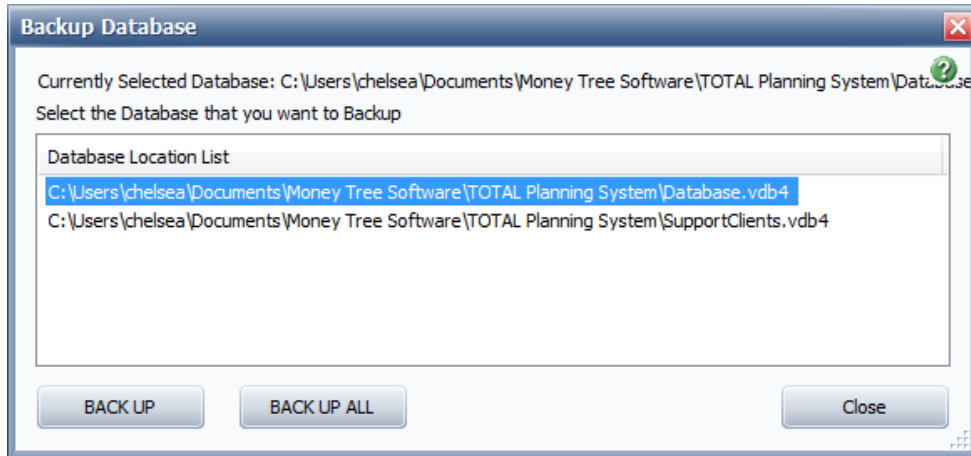 Backup Database
Currently Selected Database: C:\Users\chelsea\Documents\Money Tree Software\TOTAL Planning System\Database
Select the Database that you want to Backup
Database Location List
C:\Users\chelsea\Documents\Money Tree Software\TOTAL Planning System\Database.vdb4
C:\Users\chelsea\Documents\Money Tree Software\TOTAL Planning System\SupportClients.vdb4
BACK UP
BACK UP ALL
Close